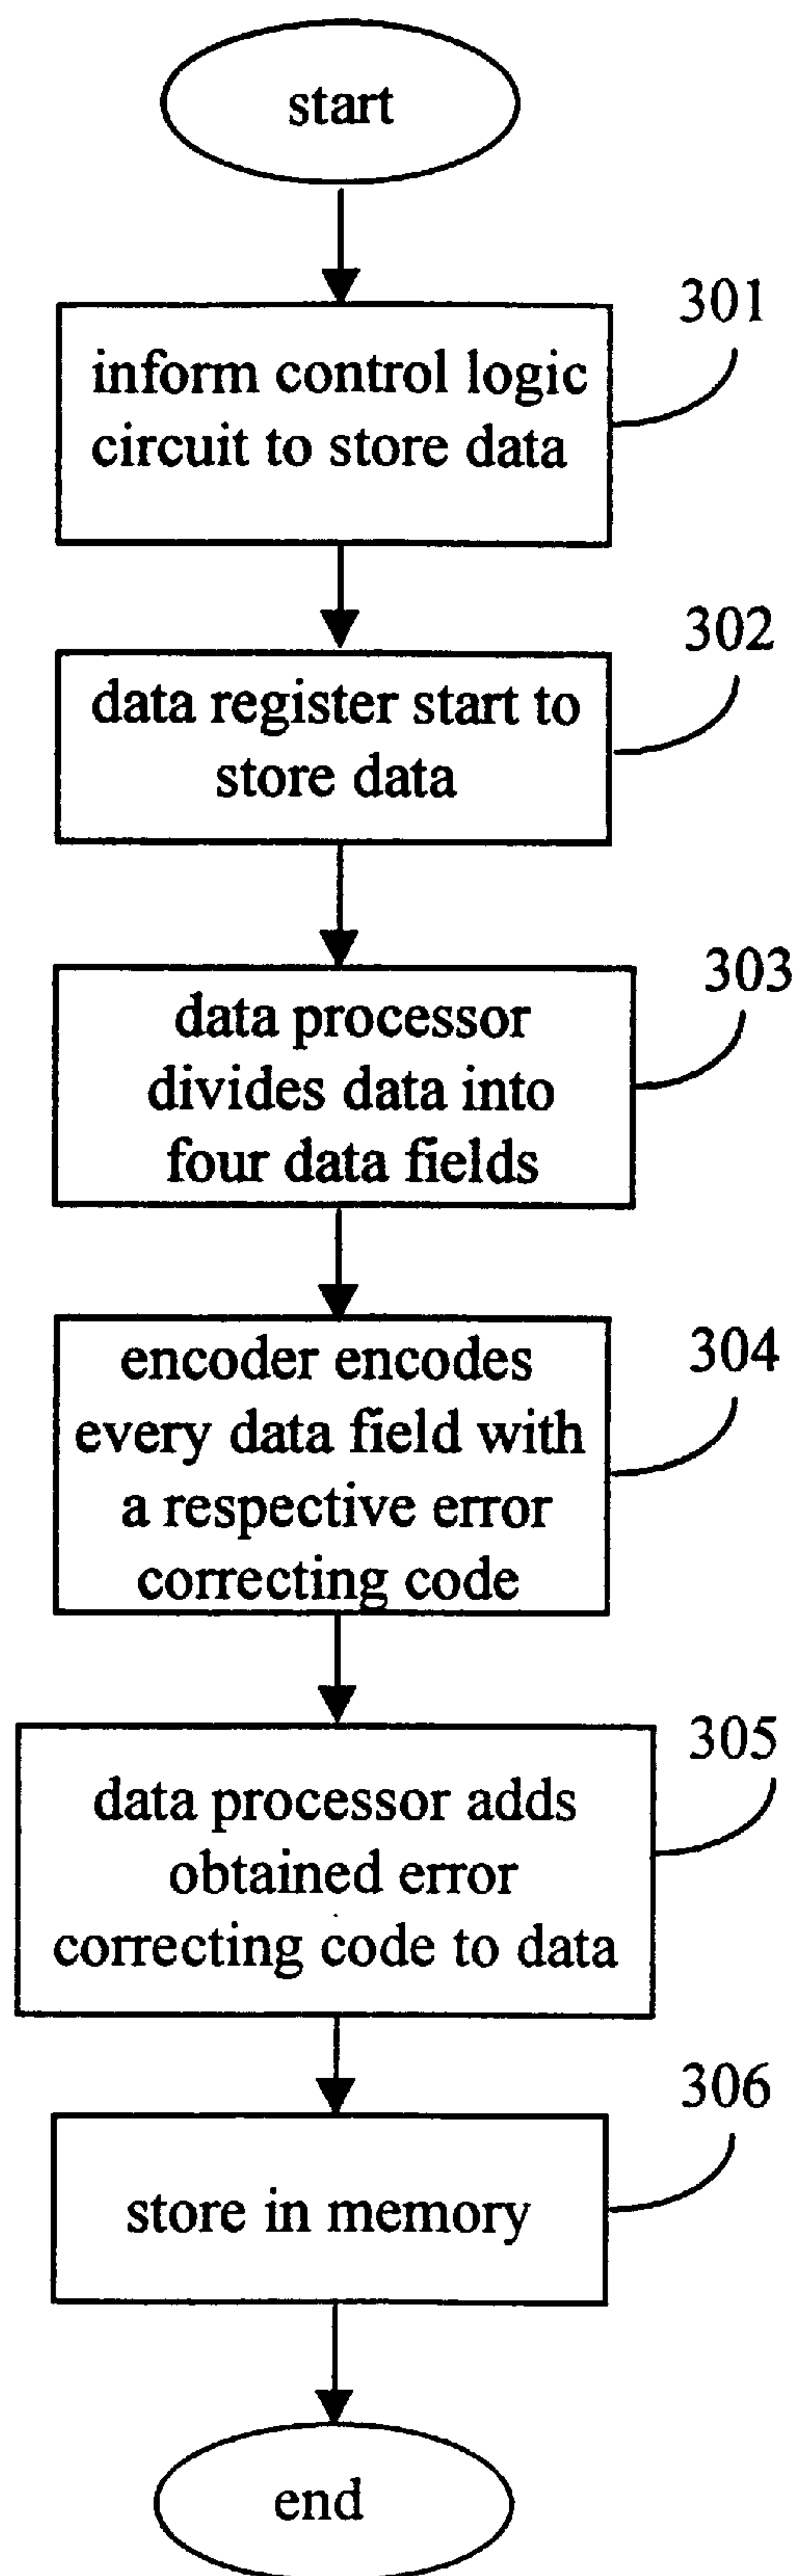 start
301
inform control logic
circuit to store data
302
data register start to
store data
303
data processor
divides data into
four data fields
304
encoder encodes
every data field with
a respective error
correcting code
305
data processor adds
obtained error
correcting code to data
306
store in memory
end